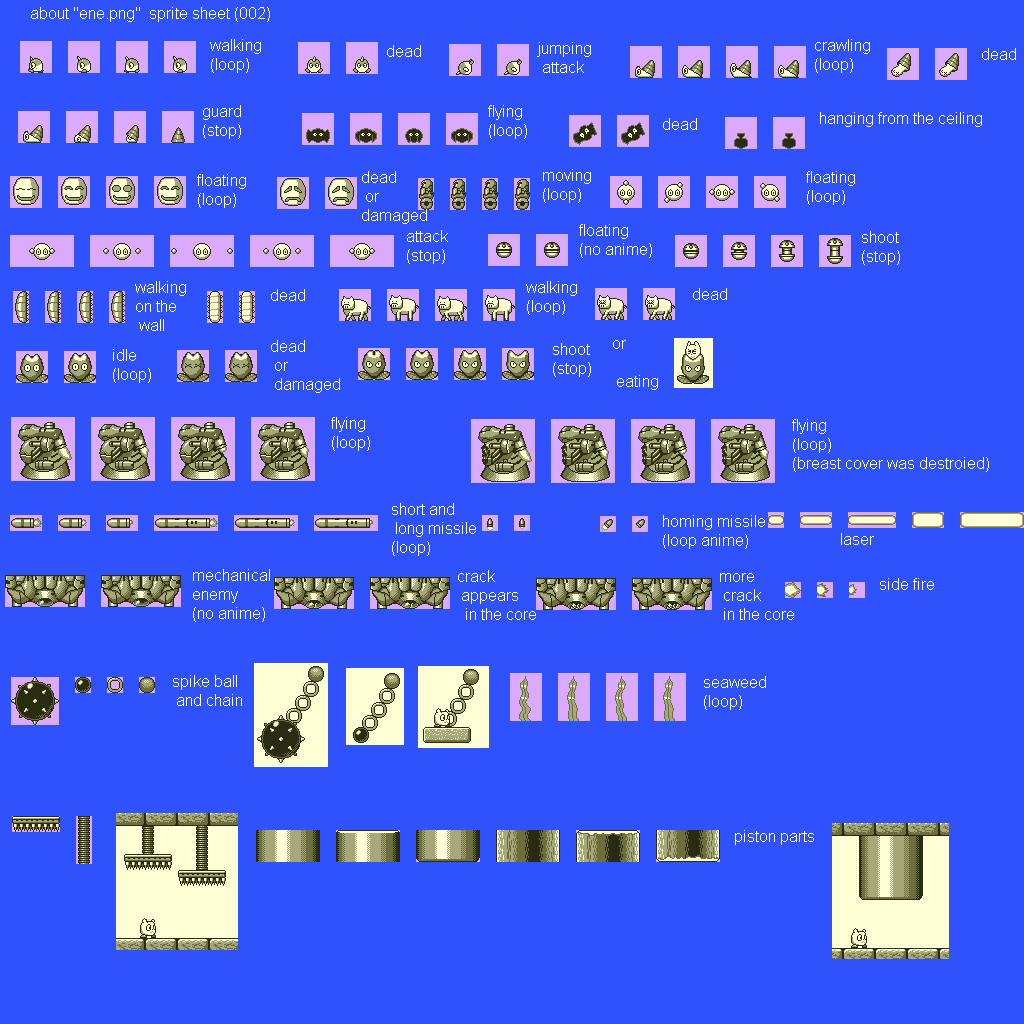 about "ene.png"  sprite sheet (002)
walking
(loop)
dead
jumping
attack
crawling
(loop)
dead
guard
(stop)
flying
(loop)
dead
hanging from the ceiling
floating
(loop)
dead
or
damaged
moving
(loop)
floating
(loop)
attack
(stop)
floating
(no anime)
shoot
(stop)
walking
on the
wall
dead
walking
(loop)
dead
idle
(loop)
dead
or
damaged
shoot
(stop)
or
eating
flying
(loop)
flying
(loop)
(breast cover was destroied)
short and
long missile
(loop)
homing missile
(loop anime)
laser
mechanical
enemy
(no anime)
crack
appears
in the core
more
crack
in the core
side fire
spike ball
and chain
seaweed
(loop)
piston parts